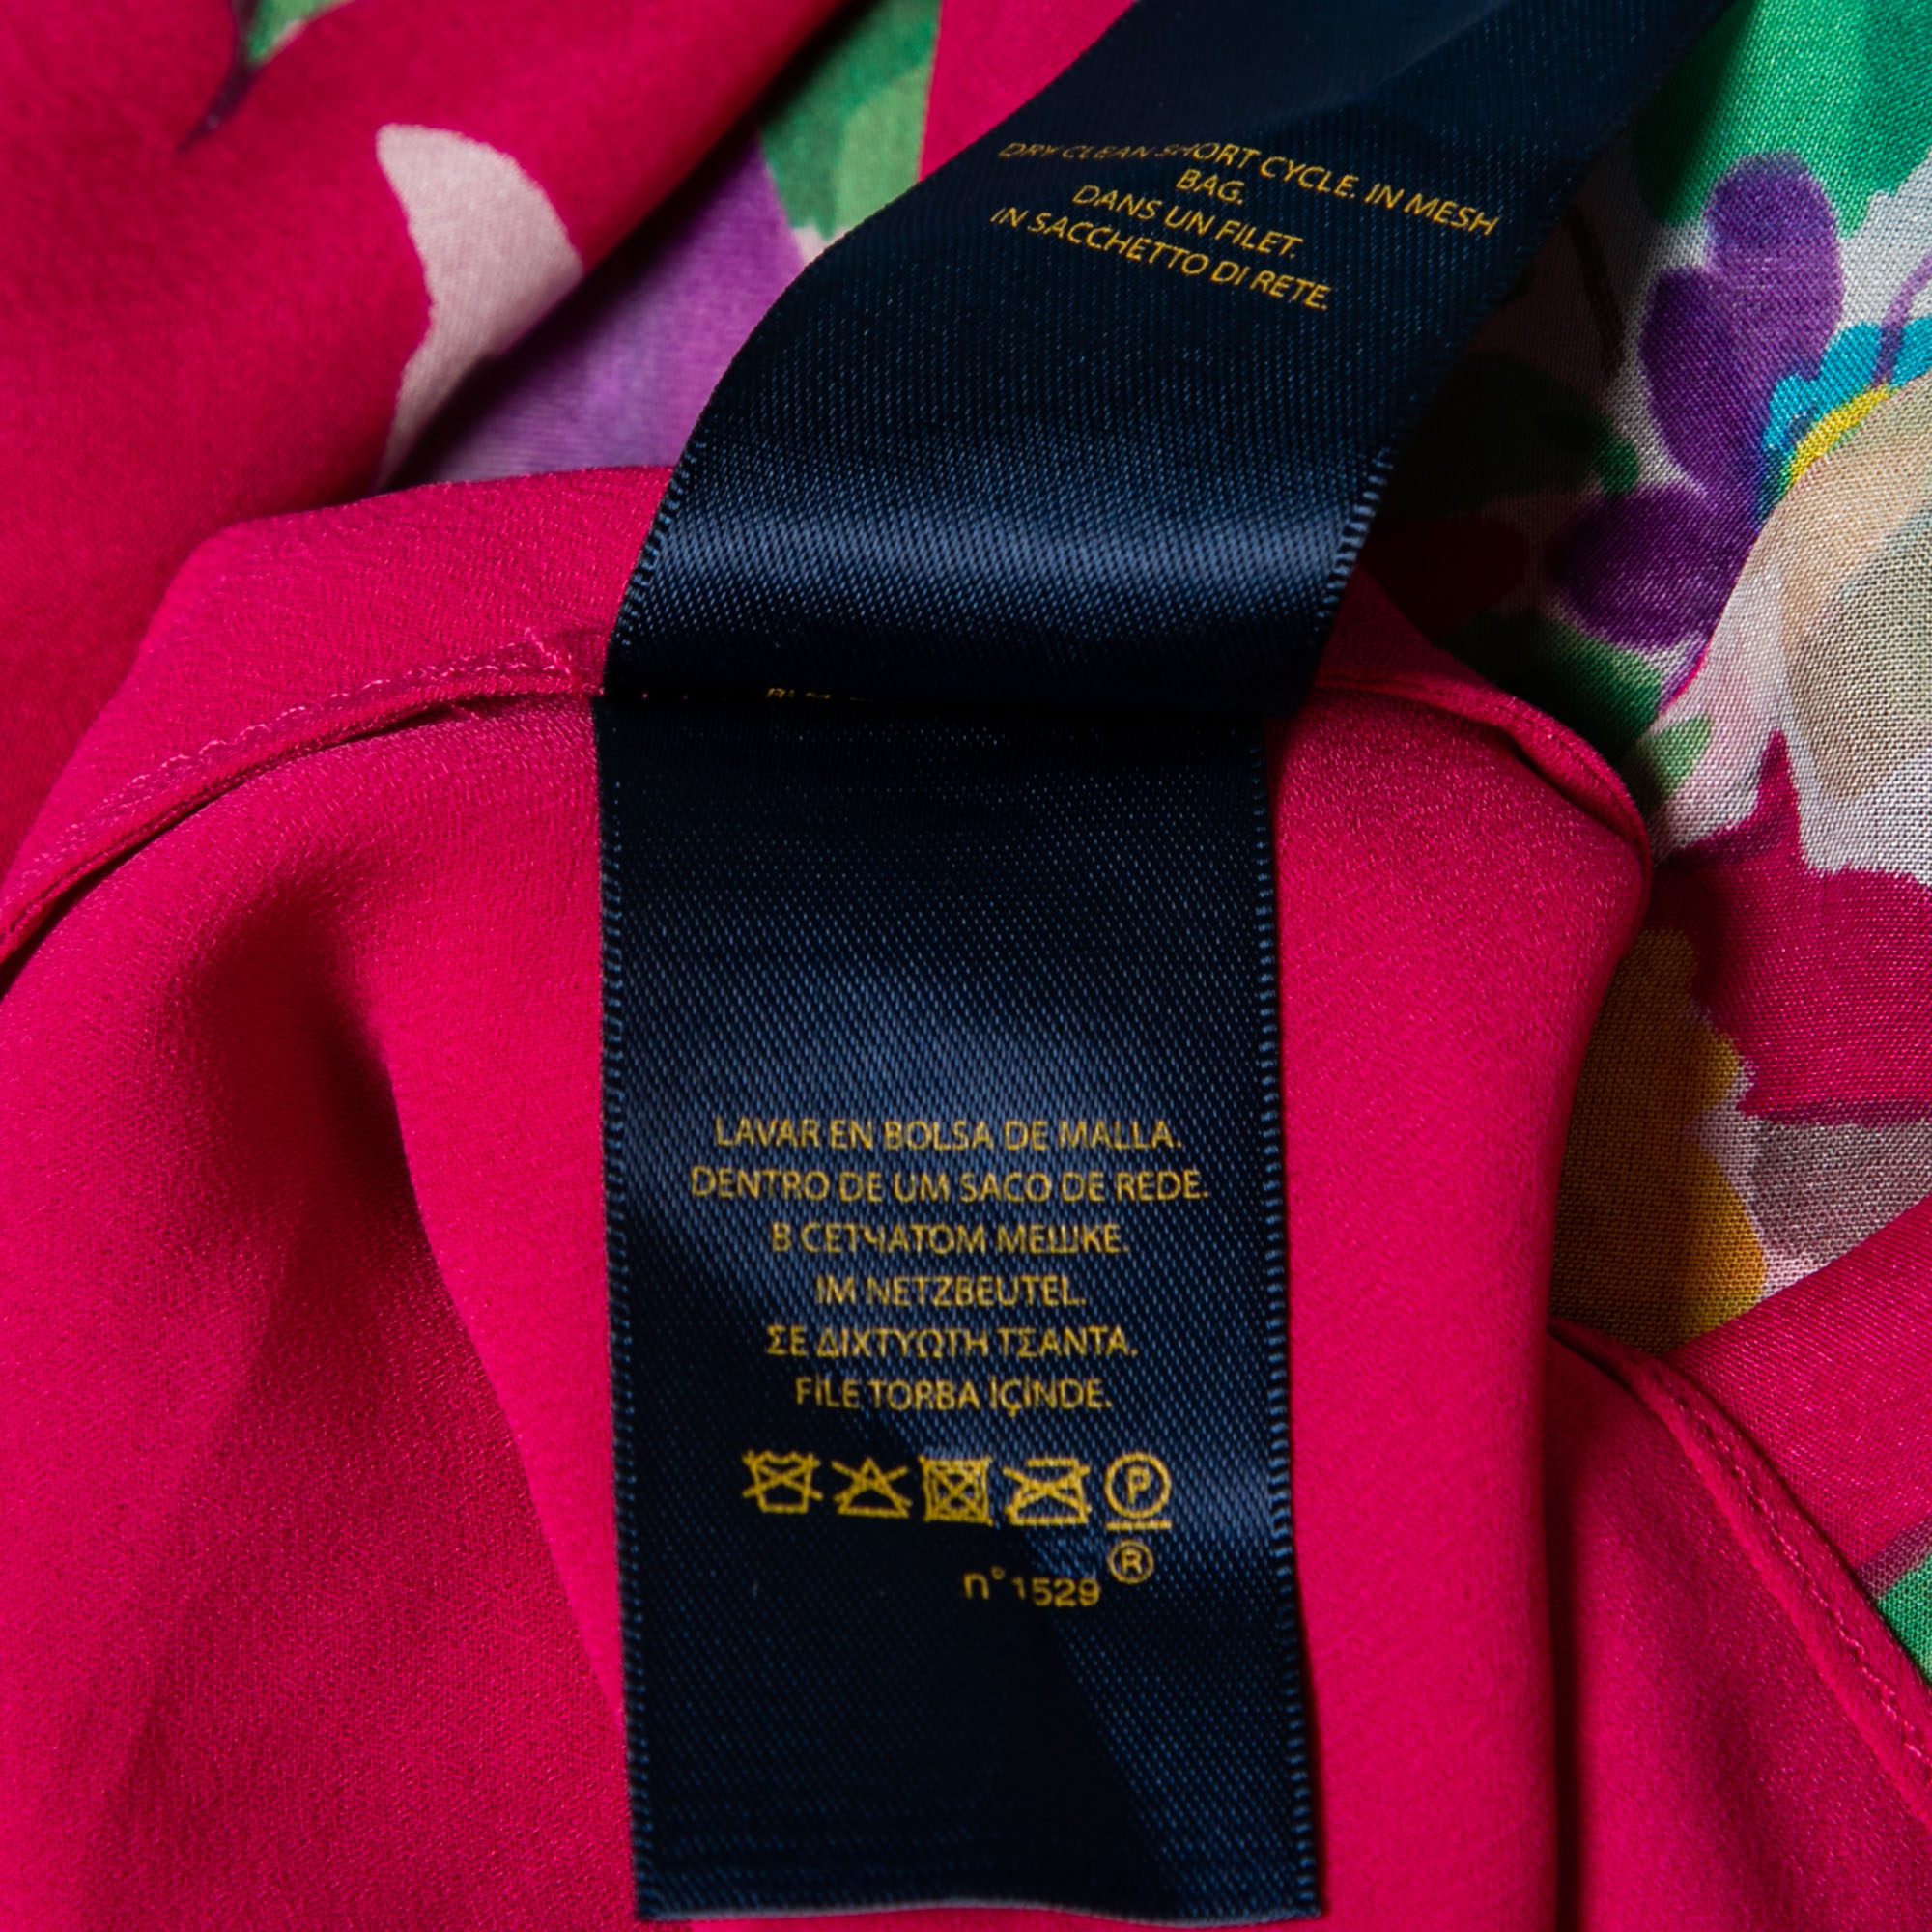 DRY CLEAN SHORT CYCLE. IN MESH
BAG.
DANS UN FILET.
IN SACCHETTO DI RETE.
LAVAR EN BOLSA DE MALLA.
DENTRO DE UM SACO DE REDE.
В СЕТЧАТОМ МЕШКЕ.
IM NETZBEUTEL.
ΣΕ ΔΙΧΤΥΩΤΗ ΤΣΑΝΤΑ.
FİLE TORBA İÇİNDE.
P
®
n° 1529